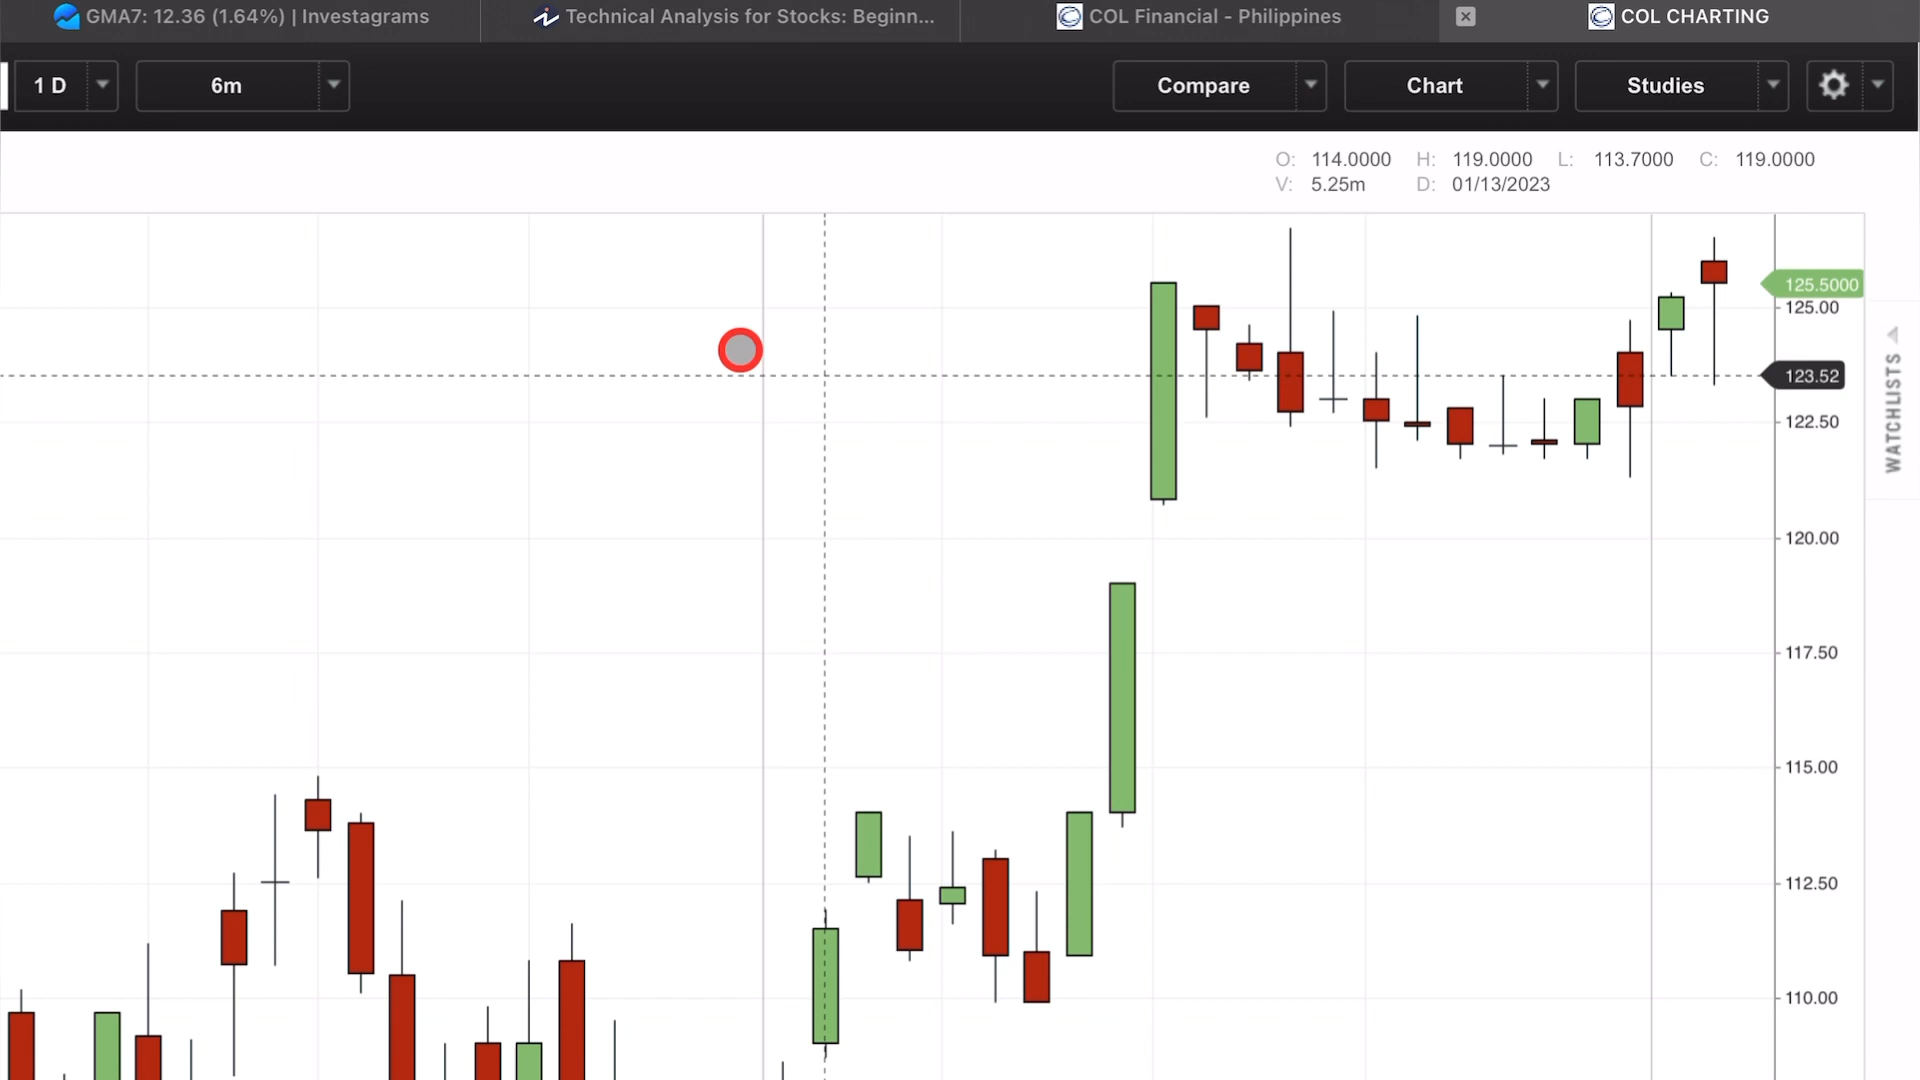 GMA7: 12.36 (1.64%) | Investagrams
Technical Analysis for Stocks: Beginn...
COL Financial - Philippines
COL CHARTING
1 D
6m
Compare
Chart
Studies
O: 114.0000 H: 119.0000 L: 113.7000 C: 119.0000
V: 5.25m D: 01/13/2023
125.5000
125.00
123.52
122.50
120.00
117.50
115.00
112.50
110.00
WATCHLISTS